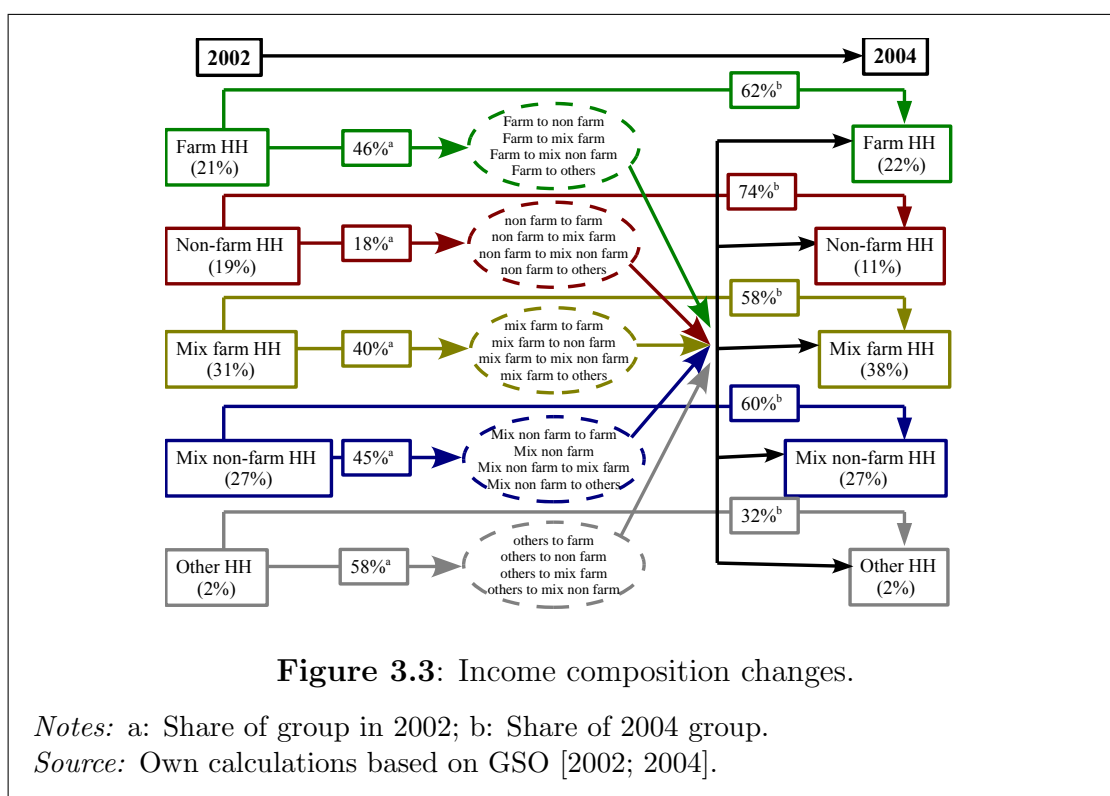 2002
2004
62%b
Farm HH
(21%)
46%a
Farm to non farm
Farm to mix farm
Farm to mix non farm
Farm to others
Farm HH
(22%)
74%b
Non-farm HH
(19%)
18%a
non farm to farm
non farm to mix farm
non farm to mix non farm
non farm to others
Non-farm HH
(11%)
58%b
Mix farm HH
(31%)
40%a
mix farm to farm
mix farm to non farm
mix farm to mix non farm
mix farm to others
Mix farm HH
(38%)
60%b
Mix non-farm HH
(27%)
45%a
Mix non farm to farm
Mix non farm
Mix non farm to mix farm
Mix non farm to others
Mix non-farm HH
(27%)
32%b
Other HH
(2%)
58%a
others to farm
others to non farm
others to mix farm
others to mix non farm
Other HH
(2%)
Figure 3.3: Income composition changes.
Notes: a: Share of group in 2002; b: Share of 2004 group.
Source: Own calculations based on GSO [2002; 2004].